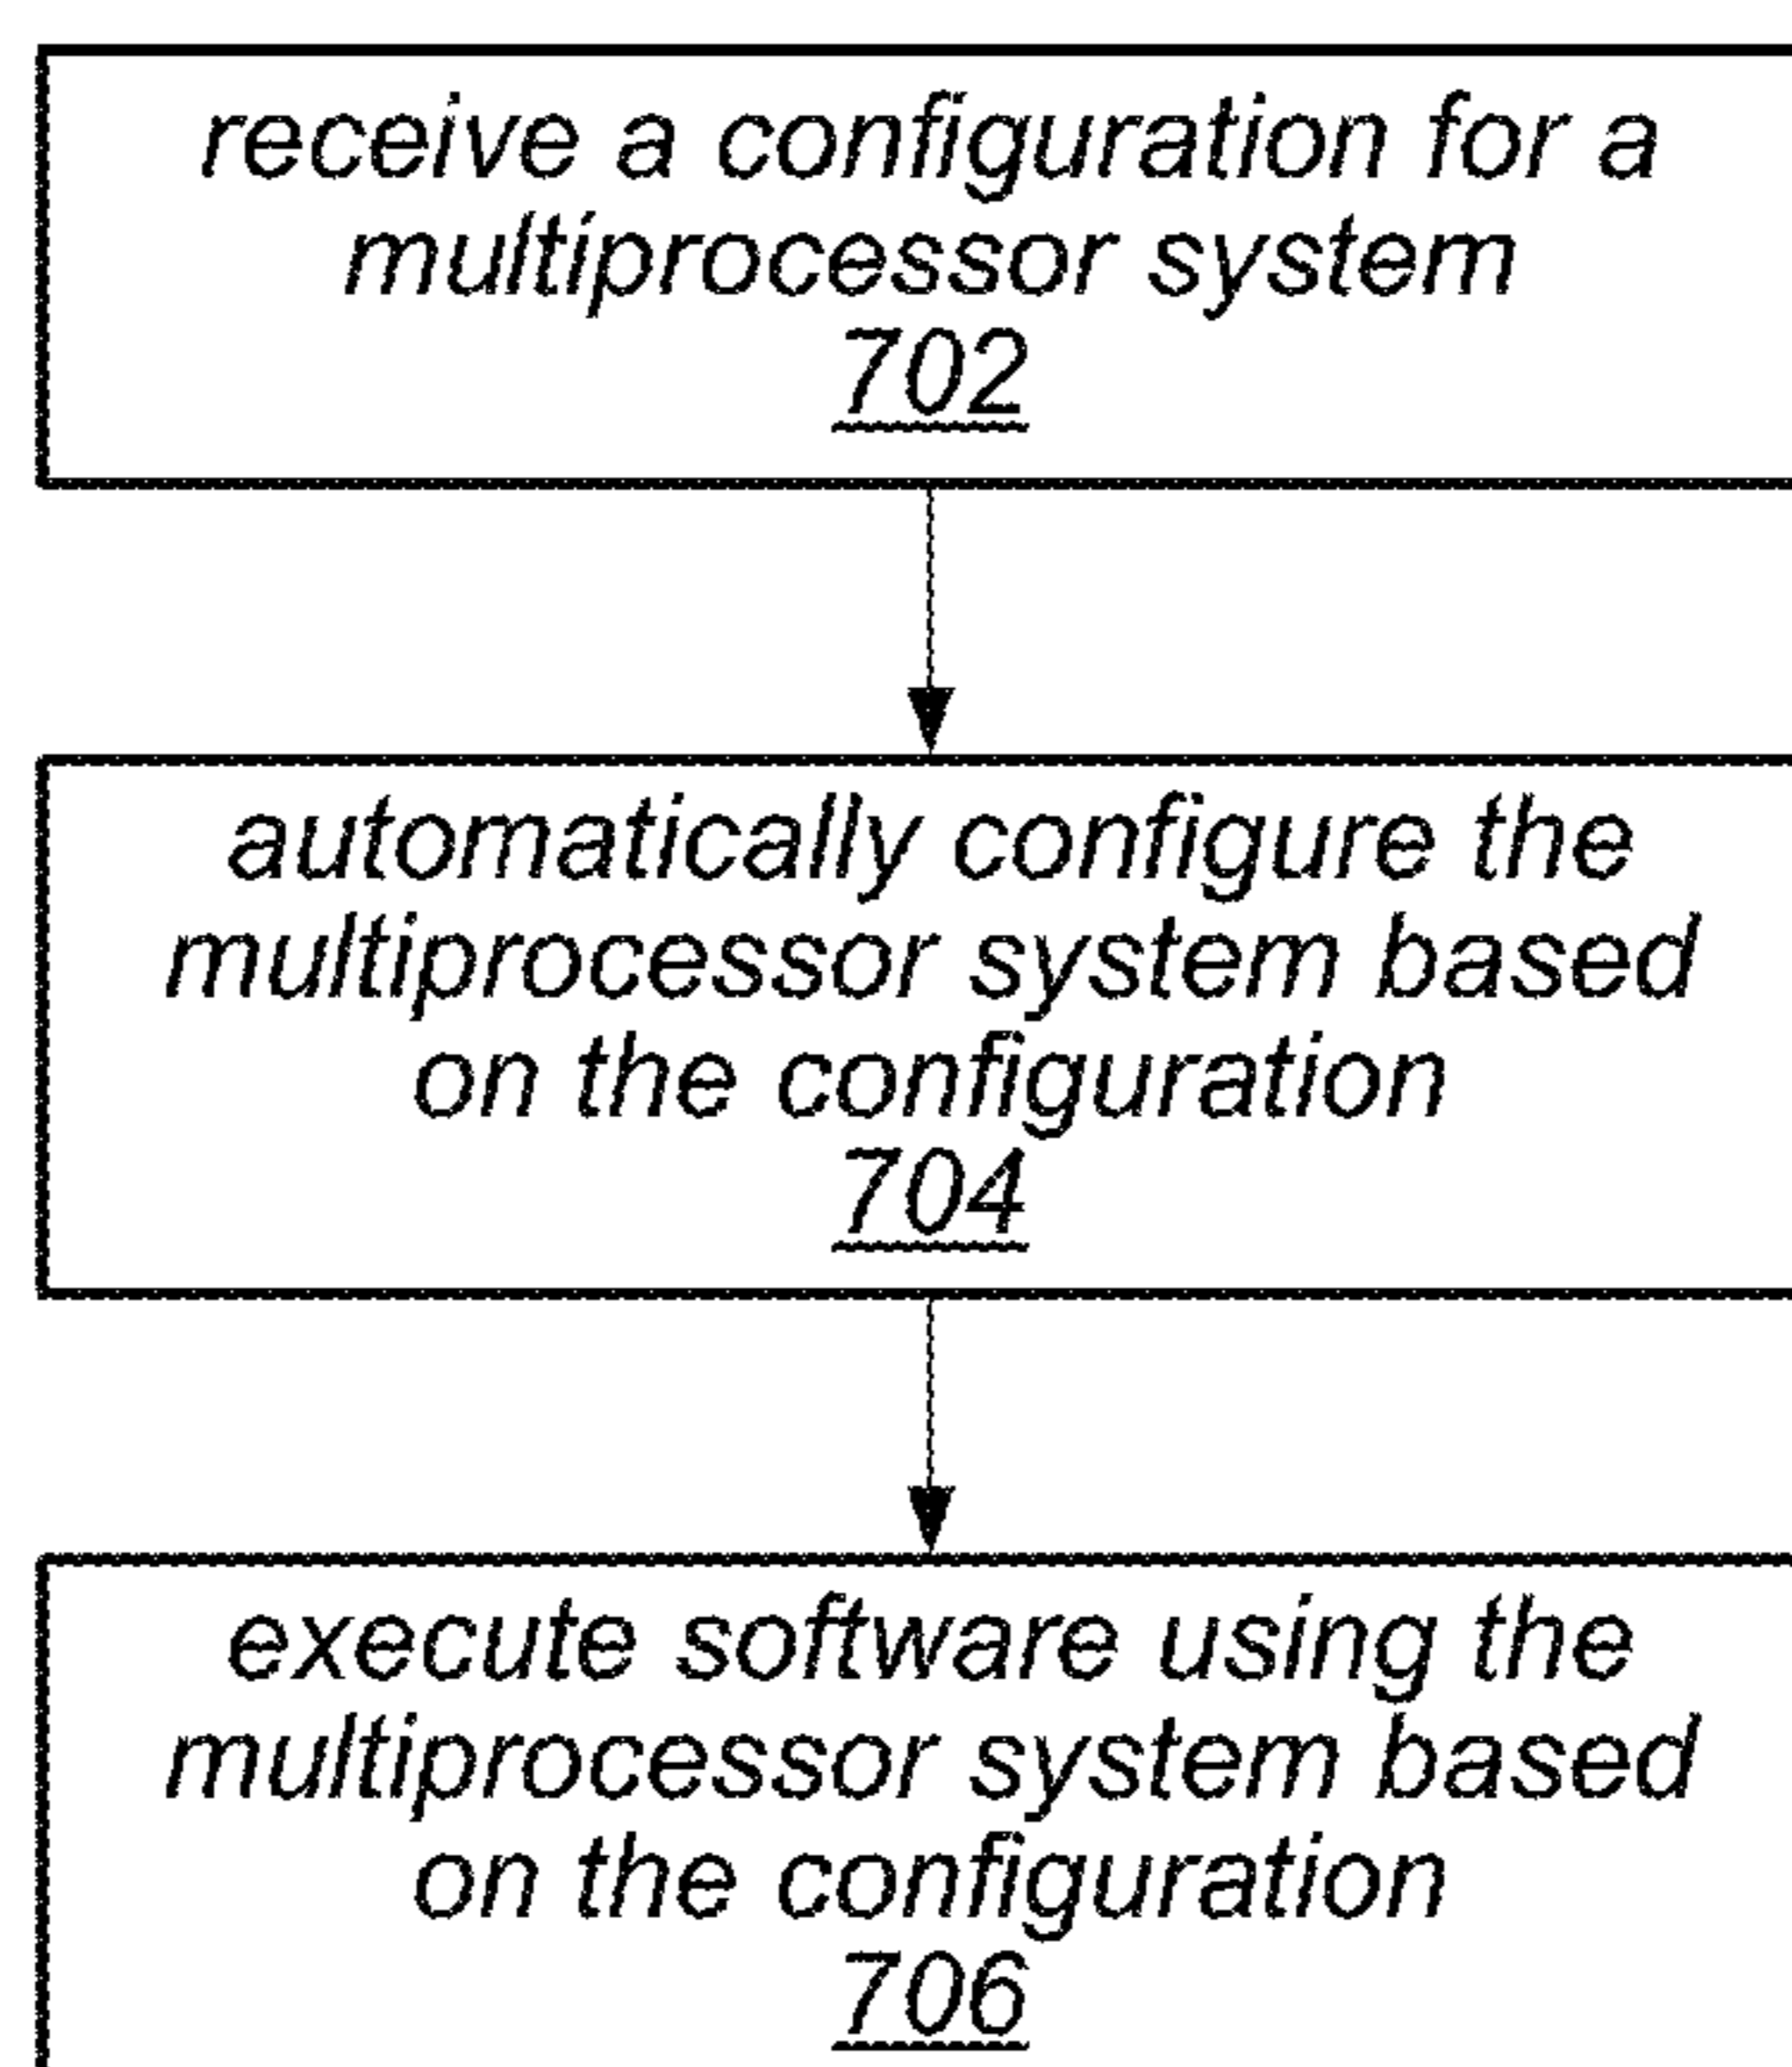 receive a configuration for a
multiprocessor system
702
automatically configure the
multiprocessor system based
on the configuration
704
execute software using the
multiprocessor system based
on the configuration
706